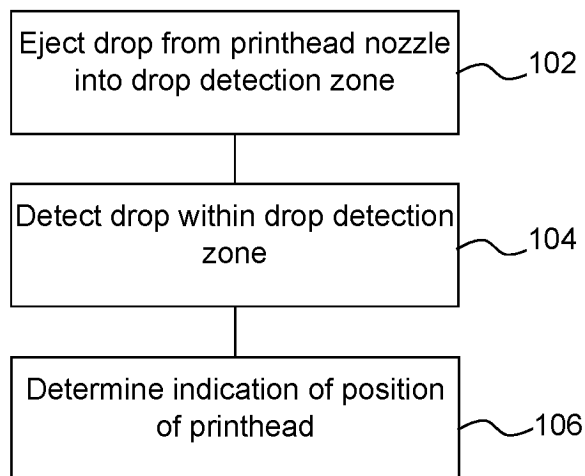 Eject drop from printhead nozzle
into drop detection zone
102
Detect drop within drop detection
zone
104
Determine indication of position
of printhead
106